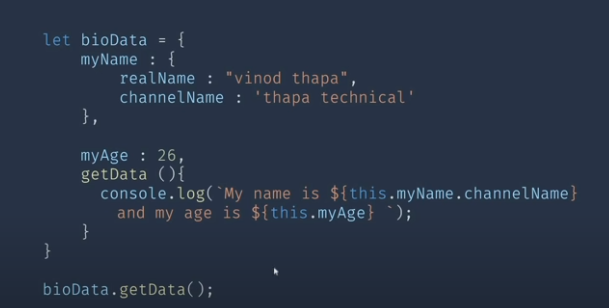 let bioData = {
myName : {
realName : "vinod thapa",
channelName : 'thapa technical'
},
myAge : 26,
getData (){
console.log(`My name is ${this.myName.channelName}
and my age is ${this.myAge} `);
}
}
bioData.getData();